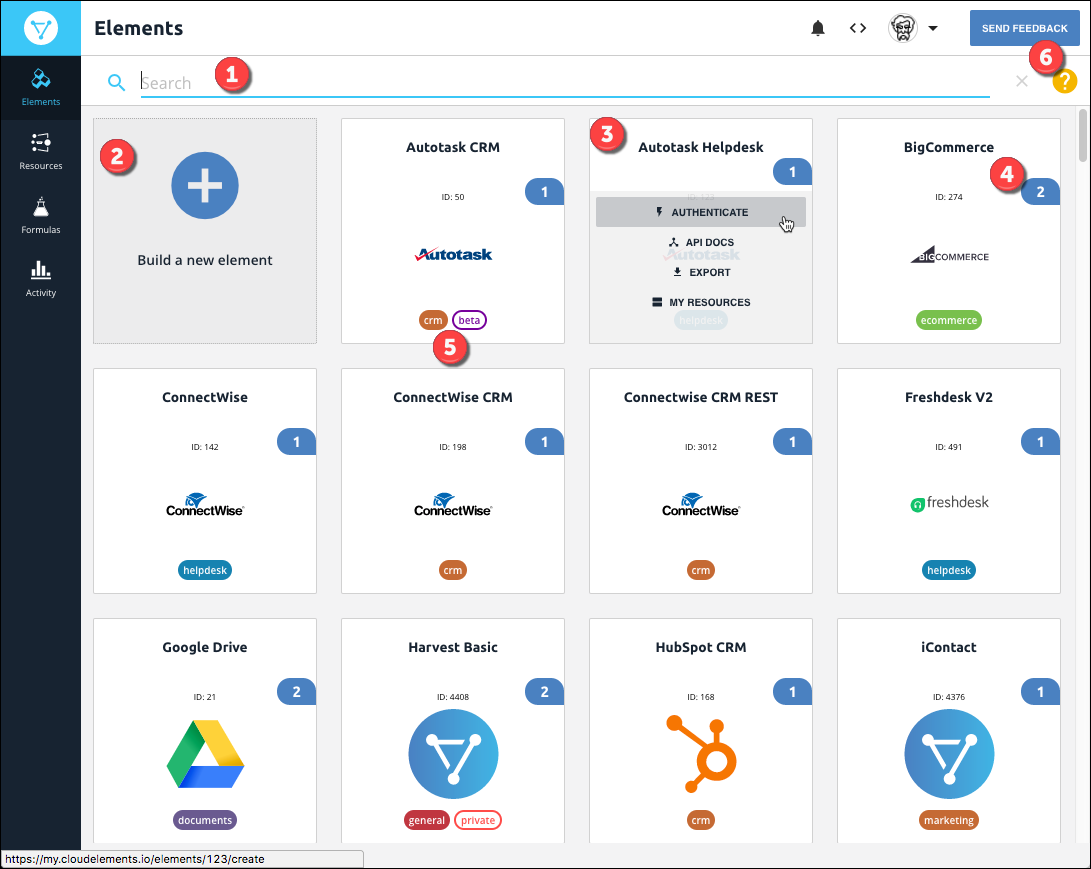 Elements
SEND FEEDBACK
6
Search
1
?
Elements
Resources
Formulas
Activity
2
Build a new element
Autotask CRM
1
ID: 50
Autotask
crm beta
5
3
Autotask Helpdesk
1
ID: 123
AUTHENTICATE
API DOCS
Autotask
EXPORT
MY RESOURCES
helpdesk
BigCommerce
4
2
ID: 274
BIGCOMMERCE
ecommerce
ConnectWise
1
ID: 142
ConnectWise
helpdesk
ConnectWise CRM
1
ID: 198
ConnectWise
crm
Connectwise CRM REST
1
ID: 3012
ConnectWise
crm
Freshdesk V2
1
ID: 491
freshdesk
helpdesk
Google Drive
2
ID: 21
documents
Harvest Basic
2
ID: 4408
general private
HubSpot CRM
1
ID: 168
crm
iContact
1
ID: 4376
marketing
https://my.cloudelements.io/elements/123/create